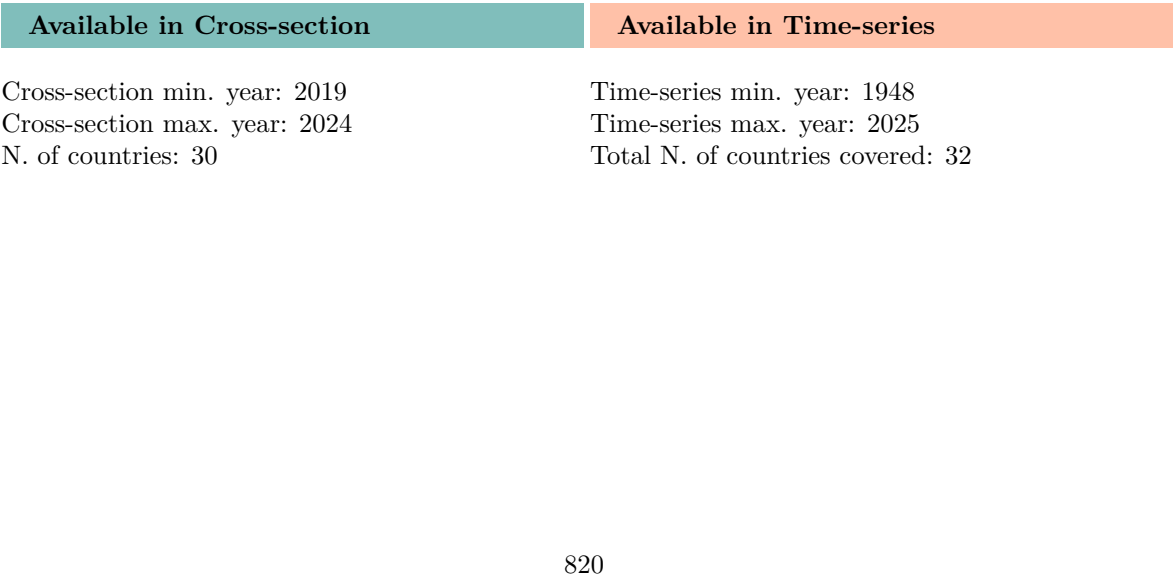 Available in Cross-section
Cross-section min. year: 2019
Cross-section max. year: 2024
N. of countries: 30
Available in Time-series
Time-series min. year: 1948
Time-series max. year: 2025
Total N. of countries covered: 32
820